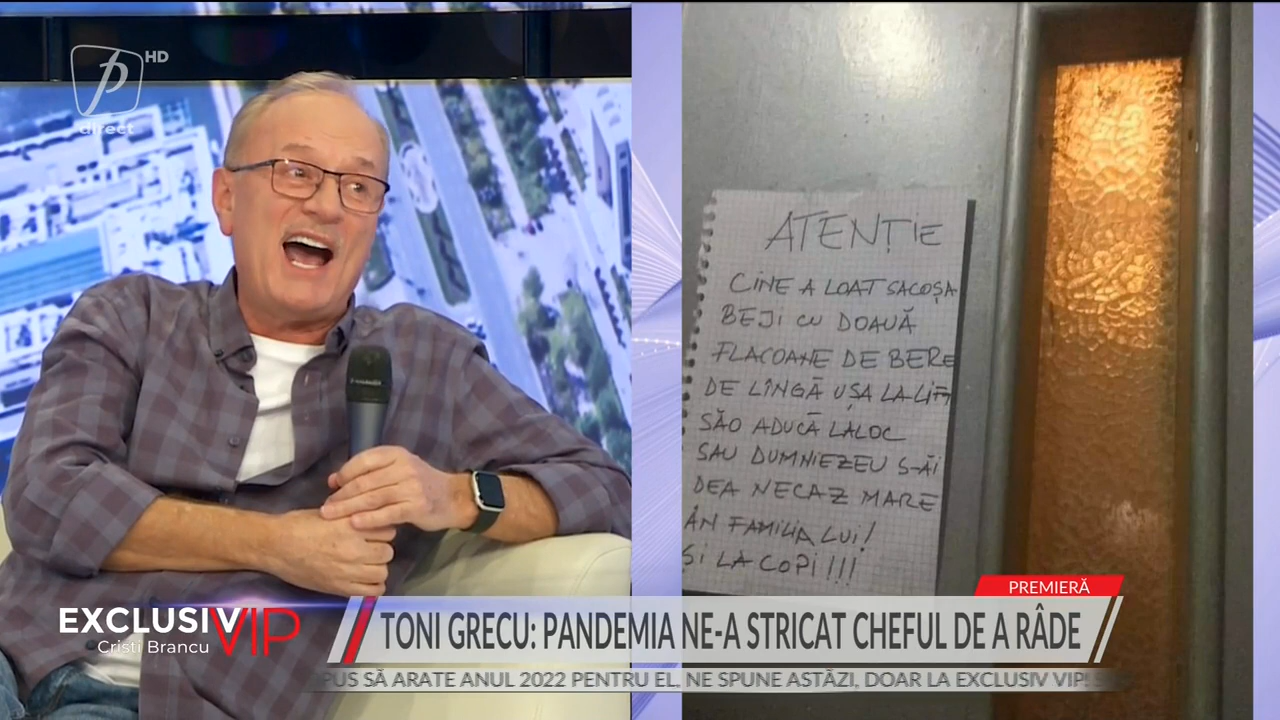 p HD
direct
ATENȚIE
CINE A LOAT SACOȘA
BEJI CU DOAUĂ
FLACOANE DE BERE
DE LÎNGĂ UȘA LA LIFT
SĂO ADUCĂ LALOC
SAU DUMNIEZEU S-ĂI
DEA NECAZ MARE
ÂN FAMILIA LUI!
ȘI LA COPI!!!
PREMIERĂ
EXCLUSIV VIP
Cristi Brancu
TONI GRECU: PANDEMIA NE-A STRICAT CHEFUL DE A RÂDE
PUS SĂ ARATE ANUL 2022 PENTRU EL, NE SPUNE ASTĂZI, DOAR LA EXCLUSIV VIP!